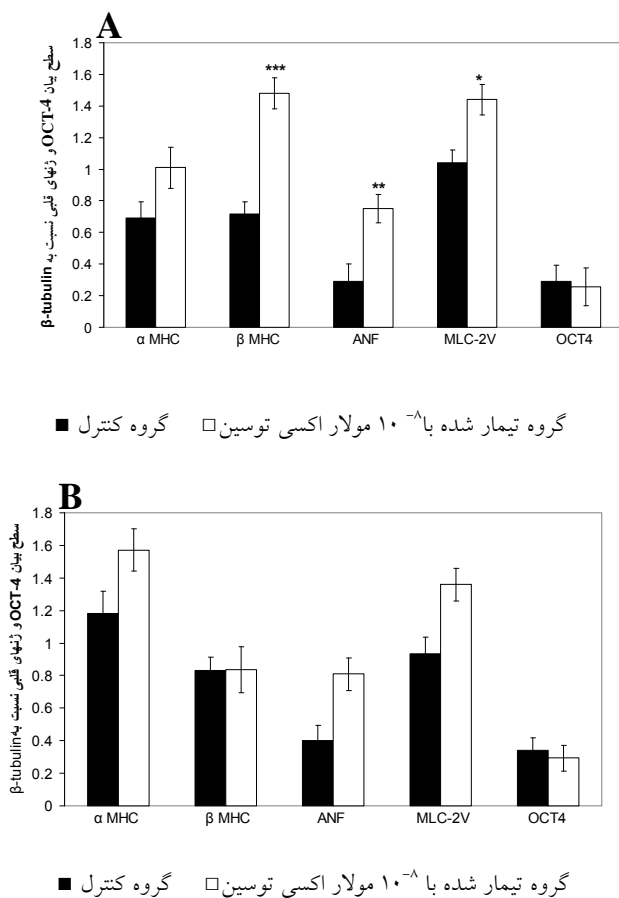 A
سطح بیان OCT-4 و ژنهای قلبی نسبت به β-tubulin
1.8
1.6
1.4
1.2
1
0.8
0.6
0.4
0.2
0
***
**
*
α MHC β MHC ANF MLC-2V OCT4
■ گروه کنترل □ گروه تیمار شده با ۱۰⁻⁸ مولار اکسی توسین
B
سطح بیان OCT-4 و ژنهای قلبی نسبت به β-tubulin
1.8
1.6
1.4
1.2
1
0.8
0.6
0.4
0.2
0
α MHC β MHC ANF MLC-2V OCT4
■ گروه کنترل □ گروه تیمار شده با ۱۰⁻⁸ مولار اکسی توسین